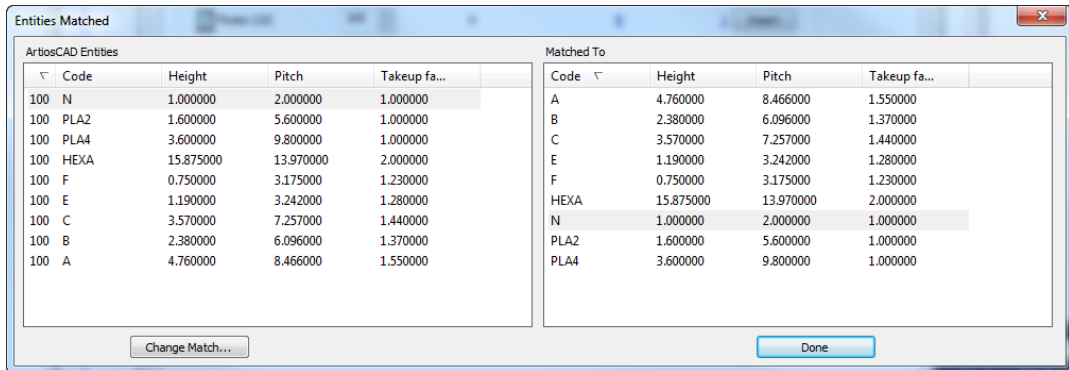 Entities Matched
ArtiosCAD Entities
Code Height Pitch Takeup fa...
100 N 1.000000 2.000000 1.000000
100 PLA2 1.600000 5.600000 1.000000
100 PLA4 3.600000 9.800000 1.000000
100 HEXA 15.875000 13.970000 2.000000
100 F 0.750000 3.175000 1.230000
100 E 1.190000 3.242000 1.280000
100 C 3.570000 7.257000 1.440000
100 B 2.380000 6.096000 1.370000
100 A 4.760000 8.466000 1.550000
Change Match...
Matched To
Code Height Pitch Takeup fa...
A 4.760000 8.466000 1.550000
B 2.380000 6.096000 1.370000
C 3.570000 7.257000 1.440000
E 1.190000 3.242000 1.280000
F 0.750000 3.175000 1.230000
HEXA 15.875000 13.970000 2.000000
N 1.000000 2.000000 1.000000
PLA2 1.600000 5.600000 1.000000
PLA4 3.600000 9.800000 1.000000
Done